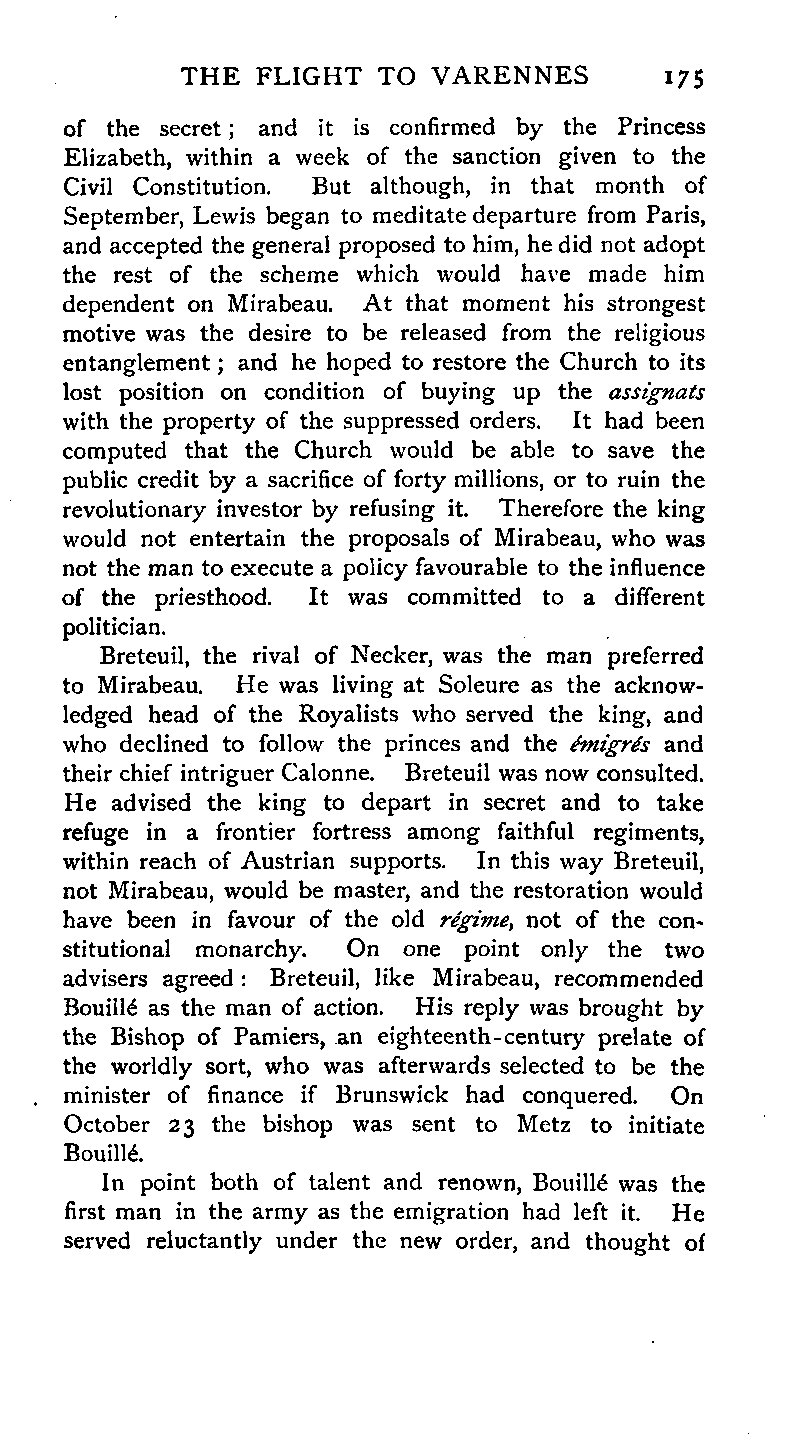 THE FLIGHT TO VARENNES 175
of the secret ; and it is confirmed by the Princess
Elizabeth, within a week of the sanction given to the
Civil Constitution. But although, in that month of
September, Lewis began to meditate departure from Paris,
and accepted the general proposed to him, he did not adopt
the rest of the scheme which would have made him
dependent on Mirabeau. At that moment his strongest
motive was the desire to be released from the religious
entanglement ; and he hoped to restore the Church to its
lost position on condition of buying up the assignats
with the property of the suppressed orders. It had been
computed that the Church would be able to save the
public credit by a sacrifice of forty millions, or to ruin the
revolutionary investor by refusing it. Therefore the king
would not entertain the proposals of Mirabeau, who was
not the man to execute a policy favourable to the influence
of the priesthood. It was committed to a different
politician.
Breteuil, the rival of Necker, was the man preferred
to Mirabeau. He was living at Soleure as the acknow-
ledged head of the Royalists who served the king, and
who declined to follow the princes and the émigrés and
their chief intriguer Calonne. Breteuil was now consulted.
He advised the king to depart in secret and to take
refuge in a frontier fortress among faithful regiments,
within reach of Austrian supports. In this way Breteuil,
not Mirabeau, would be master, and the restoration would
have been in favour of the old régime, not of the con-
stitutional monarchy. On one point only the two
advisers agreed : Breteuil, like Mirabeau, recommended
Bouillé as the man of action. His reply was brought by
the Bishop of Pamiers, an eighteenth-century prelate of
the worldly sort, who was afterwards selected to be the
minister of finance if Brunswick had conquered. On
October 23 the bishop was sent to Metz to initiate
Bouillé.
In point both of talent and renown, Bouillé was the
first man in the army as the emigration had left it. He
served reluctantly under the new order, and thought of